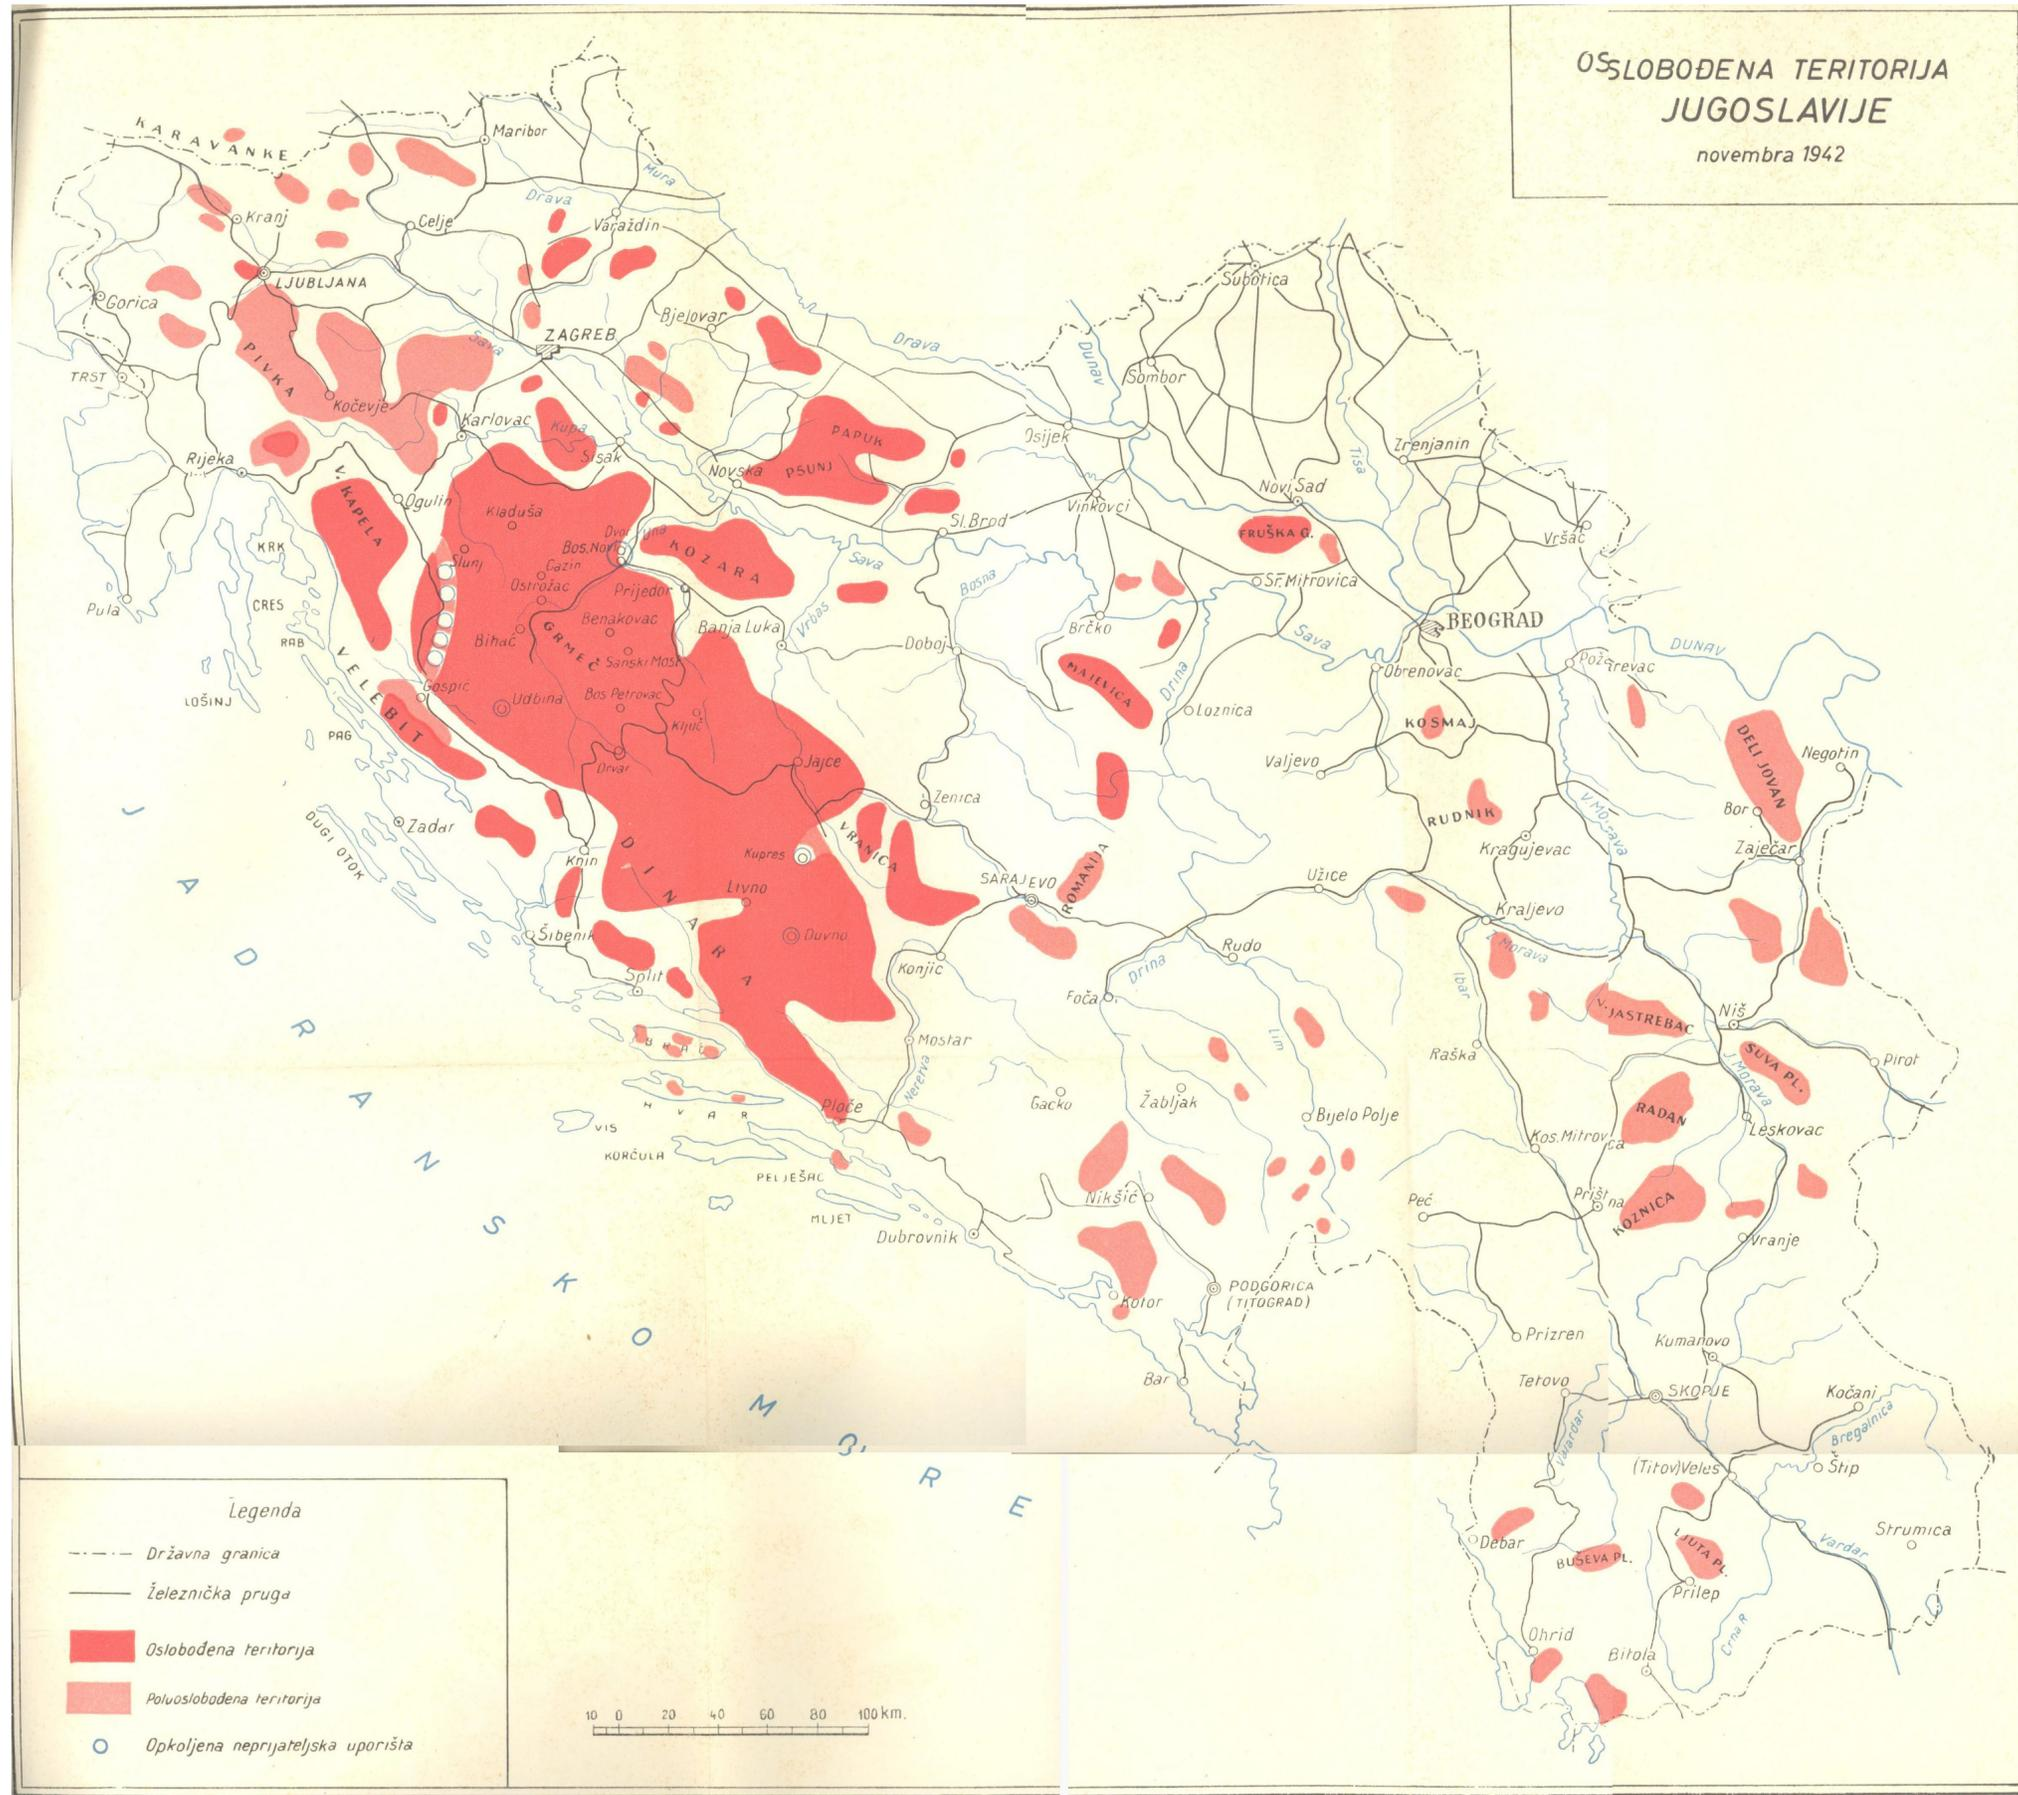 OSSLOBOĐENA TERITORIJA
JUGOSLAVIJE
novembra 1942
KARAVANKE
Maribor
Mura
Drava
Kranj
Celje
Varaždin
LJUBLJANA
Gorica
Bjelovar
ZAGREB
Sava
Drava
Dunav
Subotica
Sombor
PIVKA
TRST
Kočevje
Karlovac
Kupa
Sisak
PAPUK
PSUNJ
Novska
Osijek
Tisa
Zrenjanin
Rijeka
V. KAPELA
Ogulin
Kladuša
Vinkovci
Novi Sad
Sl. Brod
FRUŠKA G.
Vršac
KRK
Slunj
Bos. Novi
Cazin
Ostrožac
KOZARA
Sava
Bosna
Prijedor
Sr. Mitrovica
Pula
CRES
RAB
Benakovac
Bihać
GRMEČ
Sanski Most
Banja Luka
Vrbas
Doboj
Brčko
Sava
BEOGRAD
DUNAV
Obrenovac
VELEBIT
LOŠINJ
Gospić
Udbina
Bos Petrovac
Ključ
MAJEVICA
Drina
Loznica
KOSMAJ
DELI JOVAN
Negotin
PAG
Drvar
Jajce
Valjevo
Zenica
Bor
V. Morava
RUDNIK
DUGI OTOK
Zadar
Knin
Kupres
VRANICA
Kragujevac
Zaječar
Livno
DINARA
SARAJEVO
ROMANIJA
Užice
Kraljevo
Šibenik
Duvno
Konjic
Rudo
Z Morava
Split
Drina
Foča
Ibar
Lim
V. JASTREBAC
Niš
BRAČ
Mostar
Raška
SUVA PL.
Pirot
J. Morava
HVAR
Ploče
Gacko
Žabljak
Bijelo Polje
RADAN
Leskovac
VIS
KORČULA
PELJEŠAC
Kos. Mitrovica
Nikšić
Peć
KOZNICA
MLJET
Dubrovnik
Vranje
Kotor
PODGORICA
(TITOGRAD)
Prizren
Kumanovo
Bar
Tetovo
SKOPJE
Kočani
Bregalnica
JADRANSKO MORE
(Titov)Veles
Štip
Debar
BUŠEVA PL.
LJUTA PL.
Vardar
Strumica
Prilep
Crna R
Ohrid
Bitola
Legenda
Državna granica
Železnička pruga
Oslobođena teritorija
Poluoslobođena teritorija
Opkoljena neprijateljska uporišta
10 0 20 40 60 80 100 km.